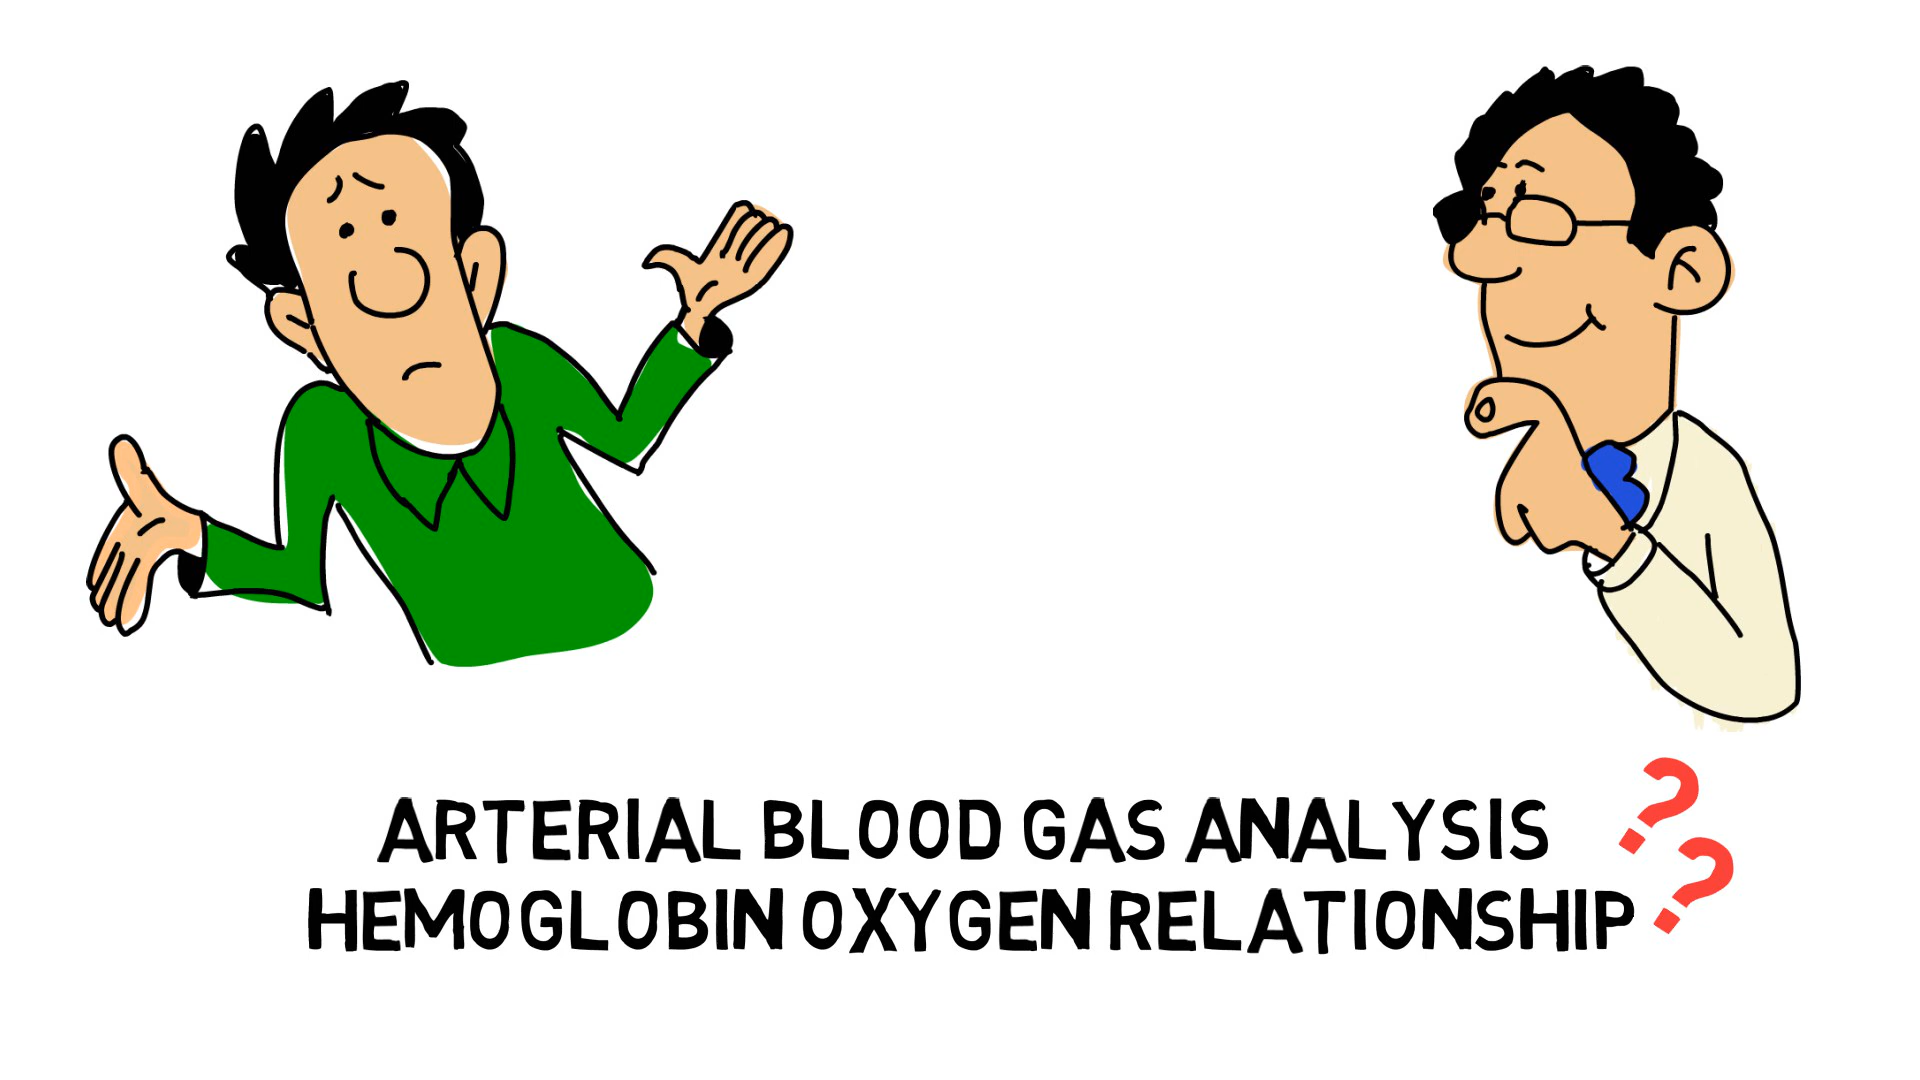 ARTERIAL BLOOD GAS ANALYSIS ?
HEMOGLOBIN OXYGEN RELATIONSHIP ?